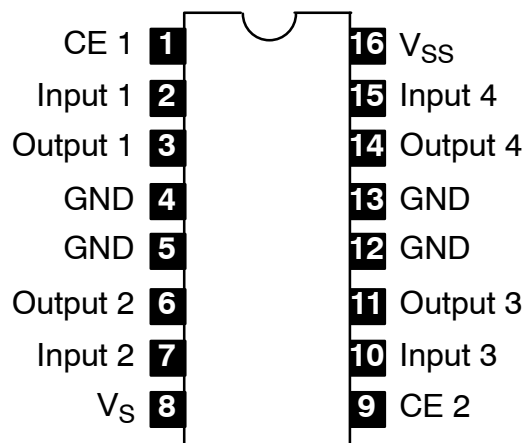 CE 1 1 16 VSS
Input 1 2 15 Input 4
Output 1 3 14 Output 4
GND 4 13 GND
GND 5 12 GND
Output 2 6 11 Output 3
Input 2 7 10 Input 3
VS 8 9 CE 2